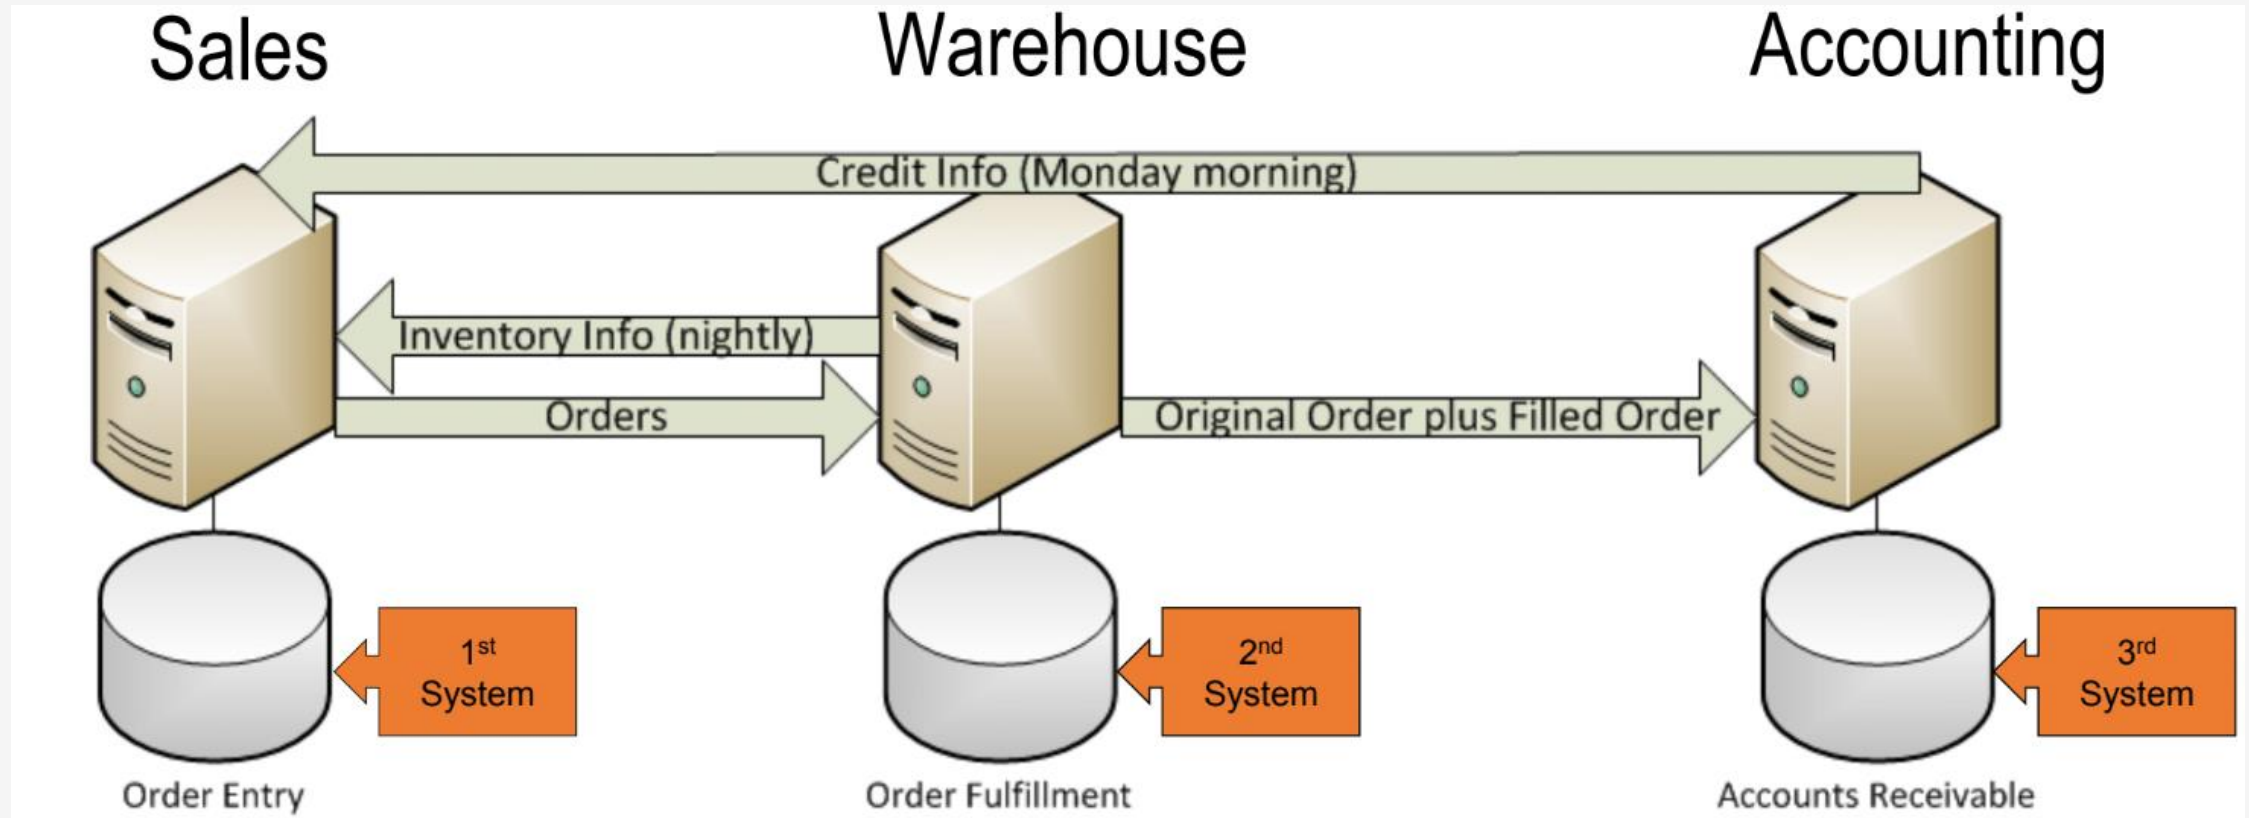 Sales
Warehouse
Accounting
Credit Info (Monday morning)
Inventory Info (nightly)
Orders
Original Order plus Filled Order
1st
System
2nd
System
3rd
System
Order Entry
Order Fulfillment
Accounts Receivable